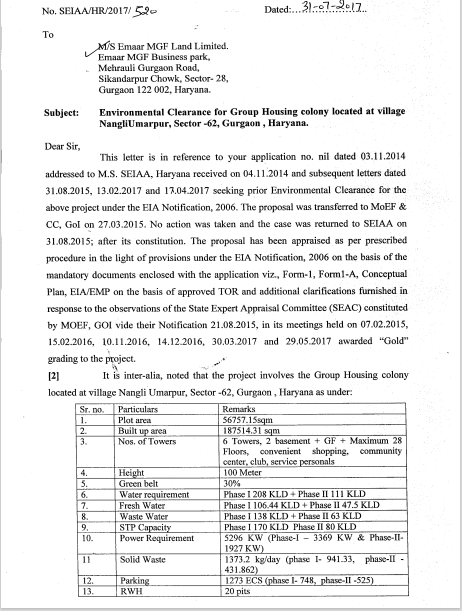 No. SEIAA/HR/2017/ 520 Dated:...31-07-2017...
To
M/S Emaar MGF Land Limited.
Emaar MGF Business park,
Mehrauli Gurgaon Road,
Sikandarpur Chowk, Sector- 28,
Gurgaon 122 002, Haryana.
Subject: Environmental Clearance for Group Housing colony located at village
NangliUmarpur, Sector -62, Gurgaon , Haryana.
Dear Sir,
This letter is in reference to your application no. nil dated 03.11.2014
addressed to M.S. SEIAA, Haryana received on 04.11.2014 and subsequent letters dated
31.08.2015, 13.02.2017 and 17.04.2017 seeking prior Environmental Clearance for the
above project under the EIA Notification, 2006. The proposal was transferred to MoEF &
CC, GoI on 27.03.2015. No action was taken and the case was returned to SEIAA on
31.08.2015; after its constitution. The proposal has been appraised as per prescribed
procedure in the light of provisions under the EIA Notification, 2006 on the basis of the
mandatory documents enclosed with the application viz., Form-1, Form1-A, Conceptual
Plan, EIA/EMP on the basis of approved TOR and additional clarifications furnished in
response to the observations of the State Expert Appraisal Committee (SEAC) constituted
by MOEF, GOI vide their Notification 21.08.2015, in its meetings held on 07.02.2015,
15.02.2016, 10.11.2016, 14.12.2016, 30.03.2017 and 29.05.2017 awarded “Gold”
grading to the project.
[2] It is inter-alia, noted that the project involves the Group Housing colony
located at village Nangli Umarpur, Sector -62, Gurgaon , Haryana as under:
Sr. no. Particulars Remarks
1. Plot area 56757.15sqm
2. Built up area 187514.31 sqm
3. Nos. of Towers 6 Towers, 2 basement + GF + Maximum 28
Floors, convenient shopping, community
center, club, service personals
4. Height 100 Meter
5. Green belt 30%
6. Water requirement Phase I 208 KLD + Phase II 111 KLD
7. Fresh Water Phase I 106.44 KLD + Phase II 47.5 KLD
8. Waste Water Phase I 138 KLD + Phase II 63 KLD
9. STP Capacity Phase I 170 KLD Phase II 80 KLD
10. Power Requirement 5296 KW (Phase-I – 3369 KW & Phase-II-
1927 KW)
11 Solid Waste 1373.2 kg/day (phase I- 941.33, phase-II -
431.862)
12. Parking 1273 ECS (phase I- 748, phase-II -525)
13. RWH 20 pits